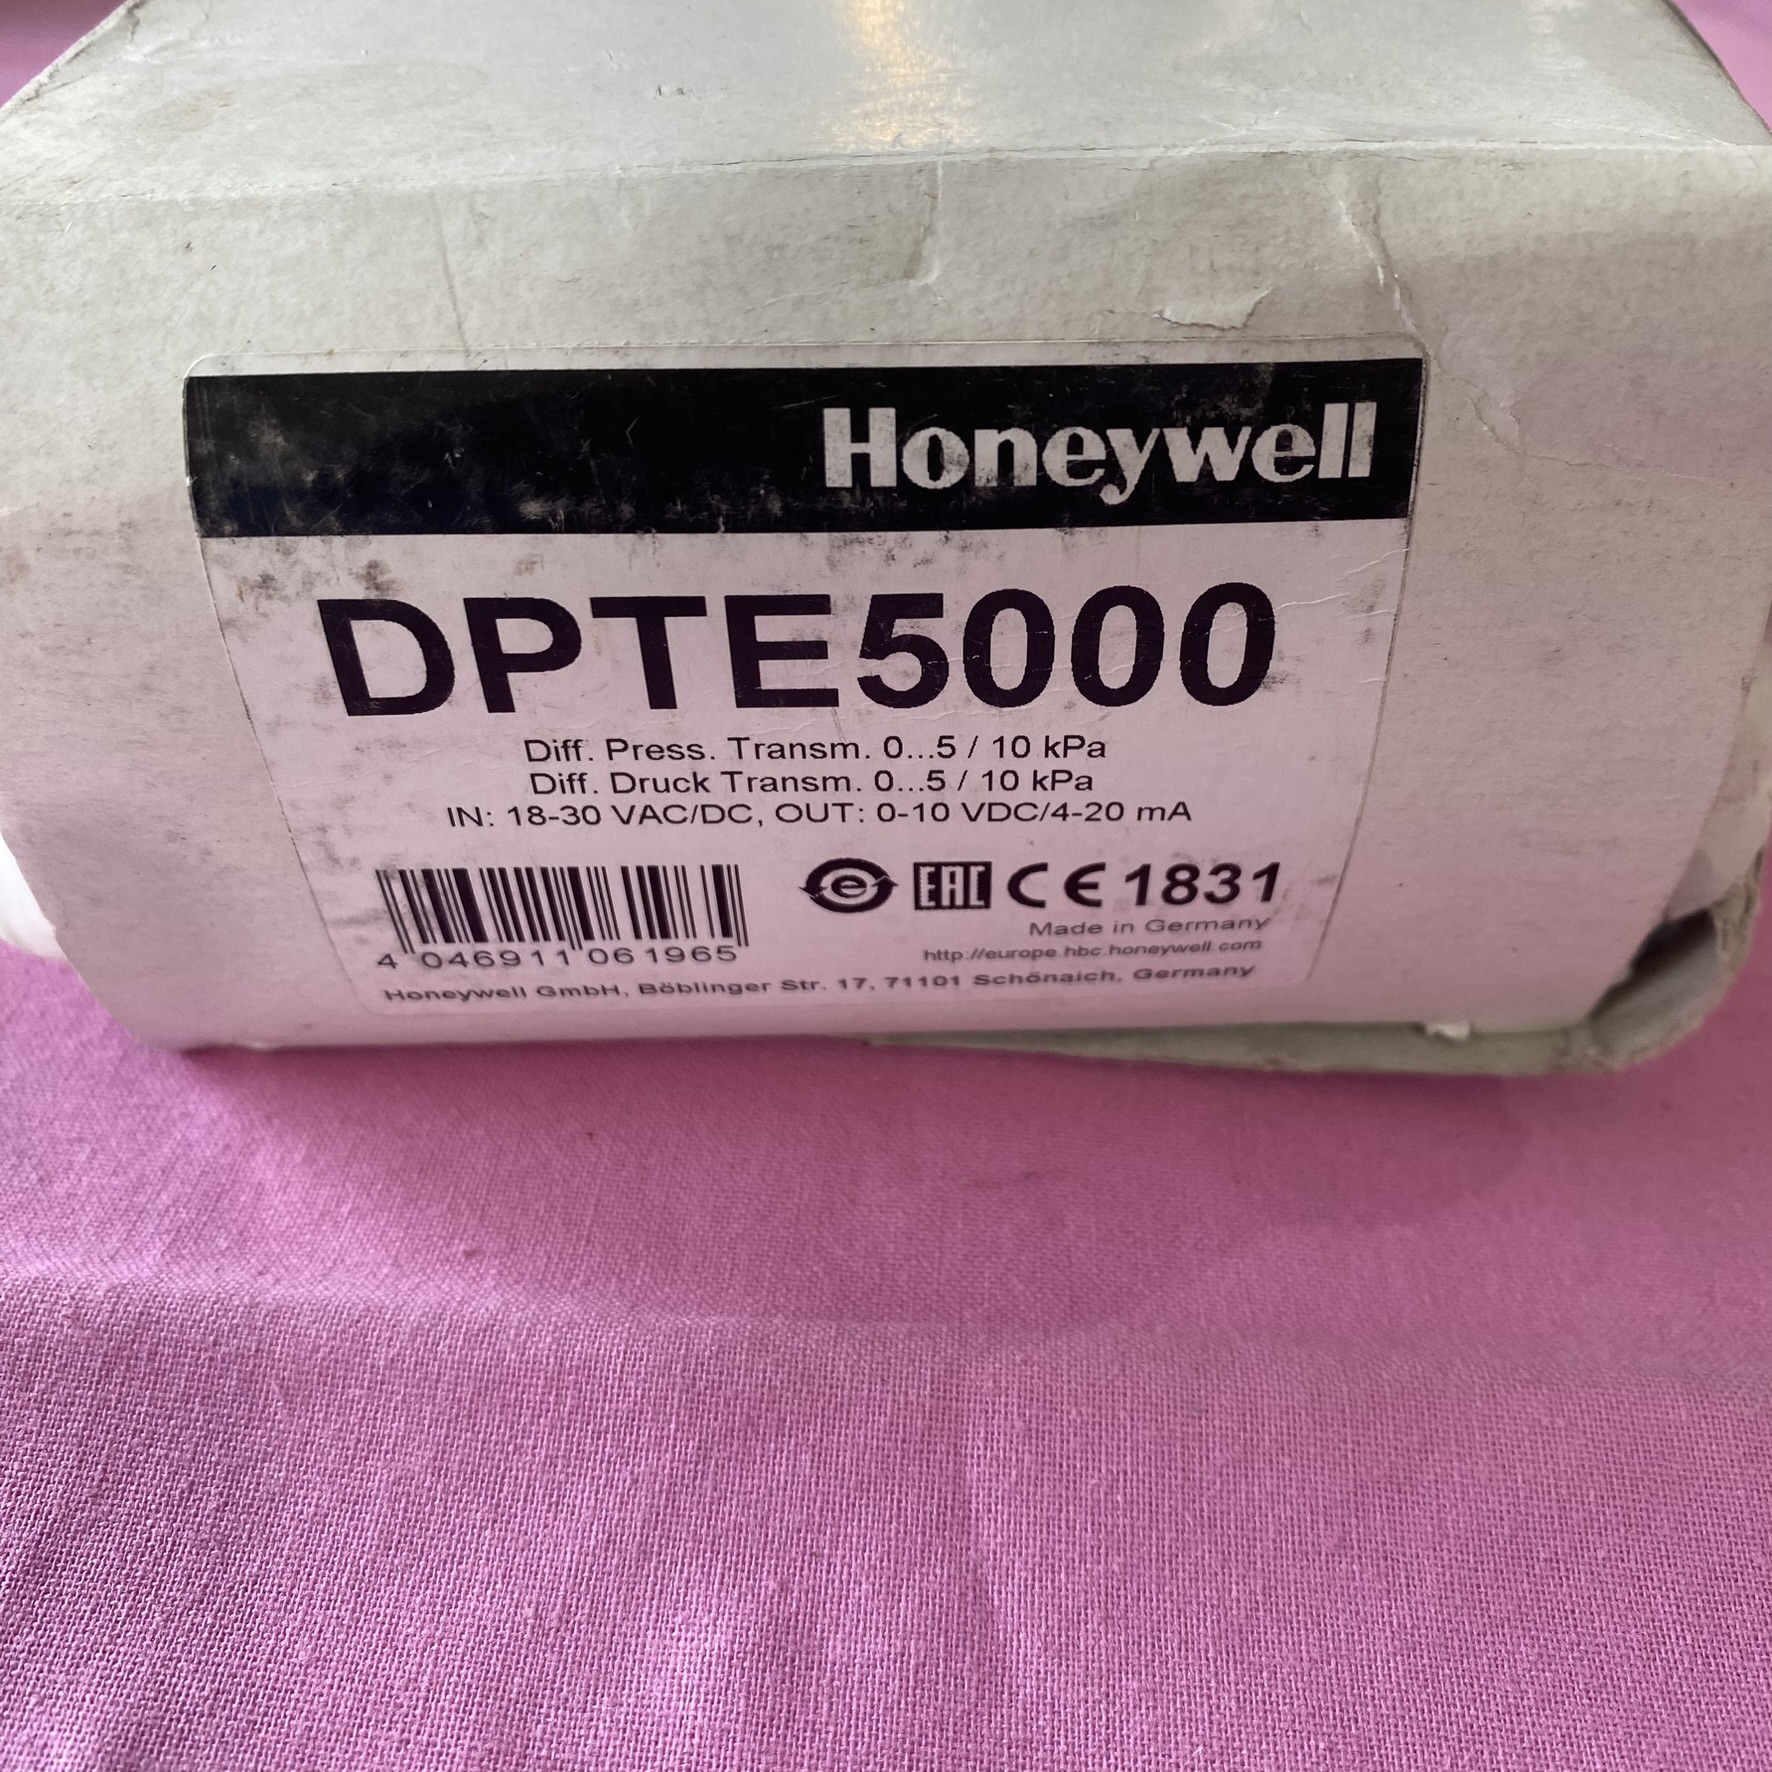 Honeywell
DPTE5000
Diff. Press. Transm. 0...5 / 10 kPa
Diff. Druck Transm. 0...5 / 10 kPa
IN: 18-30 VAC/DC, OUT: 0-10 VDC/4-20 mA
e EAC CE 1831
Made in Germany
4 046911 061965
http://europe.hbc.honeywell.com
Honeywell GmbH, Böblinger Str. 17, 71101 Schönaich, Germany